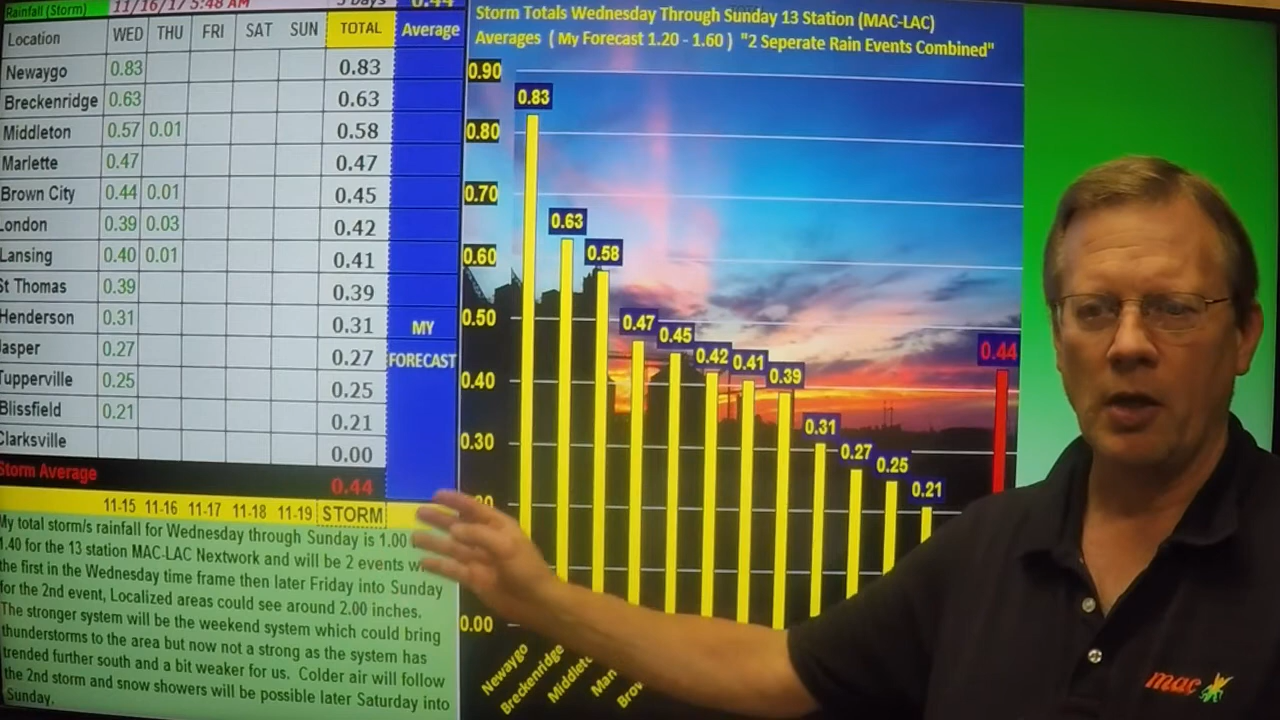 Rainfall (Storm) 11/16/17 5:48 AM 5 Days 0.44
Location WED THU FRI SAT SUN TOTAL Average
Newaygo 0.83 0.83
Breckenridge 0.63 0.63
Middleton 0.57 0.01 0.58
Marlette 0.47 0.47
Brown City 0.44 0.01 0.45
London 0.39 0.03 0.42
Lansing 0.40 0.01 0.41
St Thomas 0.39 0.39
Henderson 0.31 0.31
Jasper 0.27 0.27
Tupperville 0.25 0.25
Blissfield 0.21 0.21
Clarksville 0.00
Storm Average 0.44
11-15 11-16 11-17 11-18 11-19 STORM
MY
FORECAST
My total storm/s rainfall for Wednesday through Sunday is 1.00
1.40 for the 13 station MAC-LAC Nextwork and will be 2 events
the first in the Wednesday time frame then later Friday into Sunday
for the 2nd event, Localized areas could see around 2.00 inches.
The stronger system will be the weekend system which could bring
thunderstorms to the area but now not a strong as the system has
trended further south and a bit weaker for us. Colder air will follow
the 2nd storm and snow showers will be possible later Saturday into
Sunday.
Storm Totals Wednesday Through Sunday 13 Station (MAC-LAC)
Averages ( My Forecast 1.20 - 1.60 ) "2 Seperate Rain Events Combined"
0.90
0.80
0.70
0.60
0.50
0.40
0.30
0.00
0.83
0.63
0.58
0.47
0.45
0.42
0.41
0.39
0.31
0.27
0.25
0.21
0.44
Newaygo
Breckenridge
mac